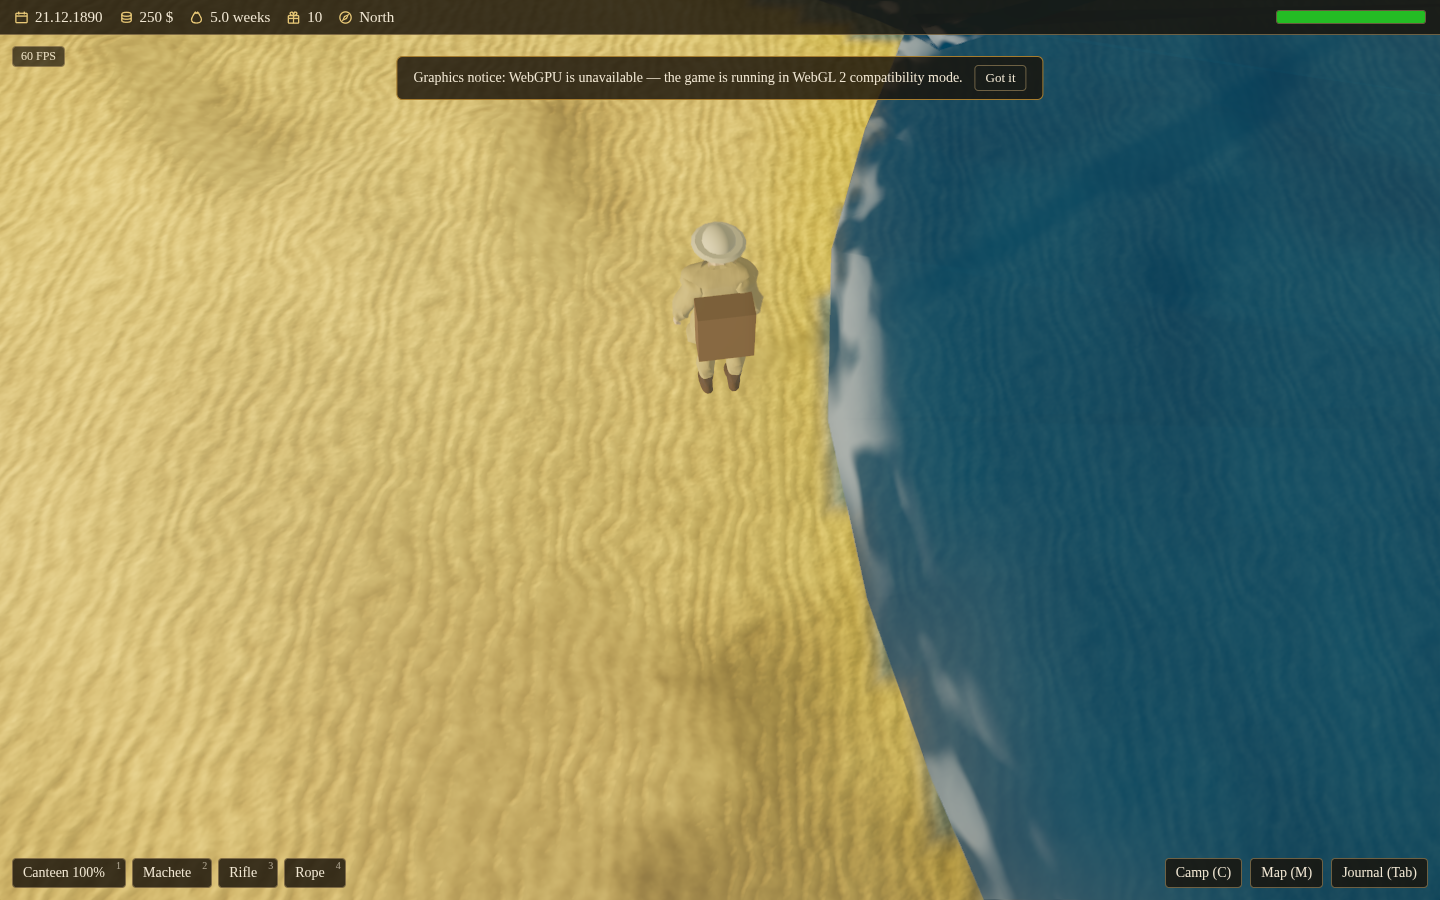 21.12.1890 250 $ 5.0 weeks 10 North
60 FPS
Graphics notice: WebGPU is unavailable — the game is running in WebGL 2 compatibility mode. Got it
Canteen 100% 1 Machete 2 Rifle 3 Rope 4 Camp (C) Map (M) Journal (Tab)